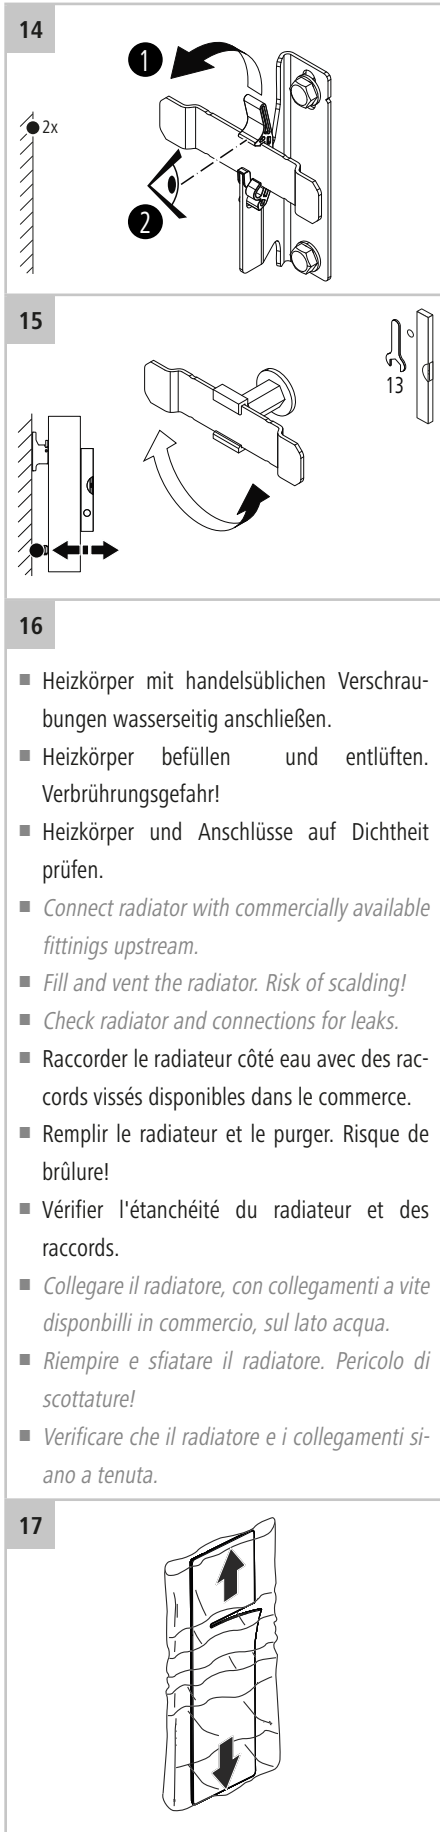 14
1
2x
2
15
13
16
■ Heizkörper mit handelsüblichen Verschrau-
bungen wasserseitig anschließen.
■ Heizkörper befüllen und entlüften.
Verbrührungsgefahr!
■ Heizkörper und Anschlüsse auf Dichtheit
prüfen.
■ Connect radiator with commercially available
fittinigs upstream.
■ Fill and vent the radiator. Risk of scalding!
■ Check radiator and connections for leaks.
■ Raccorder le radiateur côté eau avec des rac-
cords vissés disponibles dans le commerce.
■ Remplir le radiateur et le purger. Risque de
brûlure!
■ Vérifier l'étanchéité du radiateur et des
raccords.
■ Collegare il radiatore, con collegamenti a vite
disponbilli in commercio, sul lato acqua.
■ Riempire e sfiatare il radiatore. Pericolo di
scottature!
■ Verificare che il radiatore e i collegamenti si-
ano a tenuta.
17